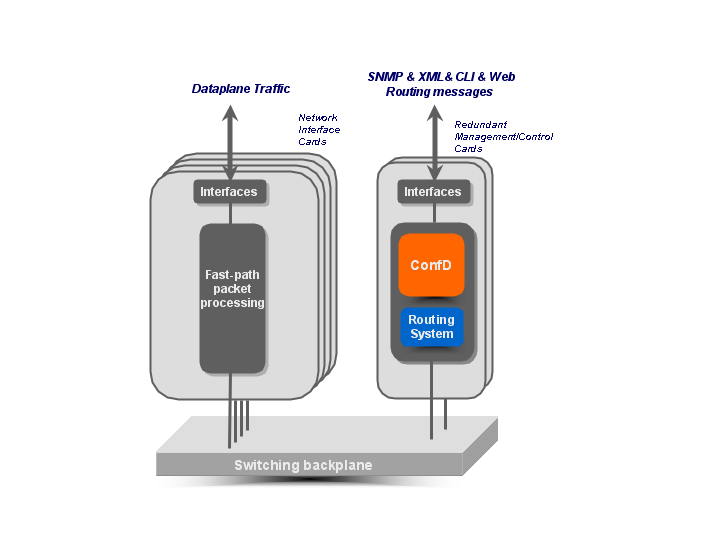 Dataplane Traffic
SNMP & XML& CLI & Web
Routing messages
Network
Interface
Cards
Redundant
Management/Control
Cards
Interfaces
Interfaces
Fast-path
packet
processing
ConfD
Routing
System
Switching backplane